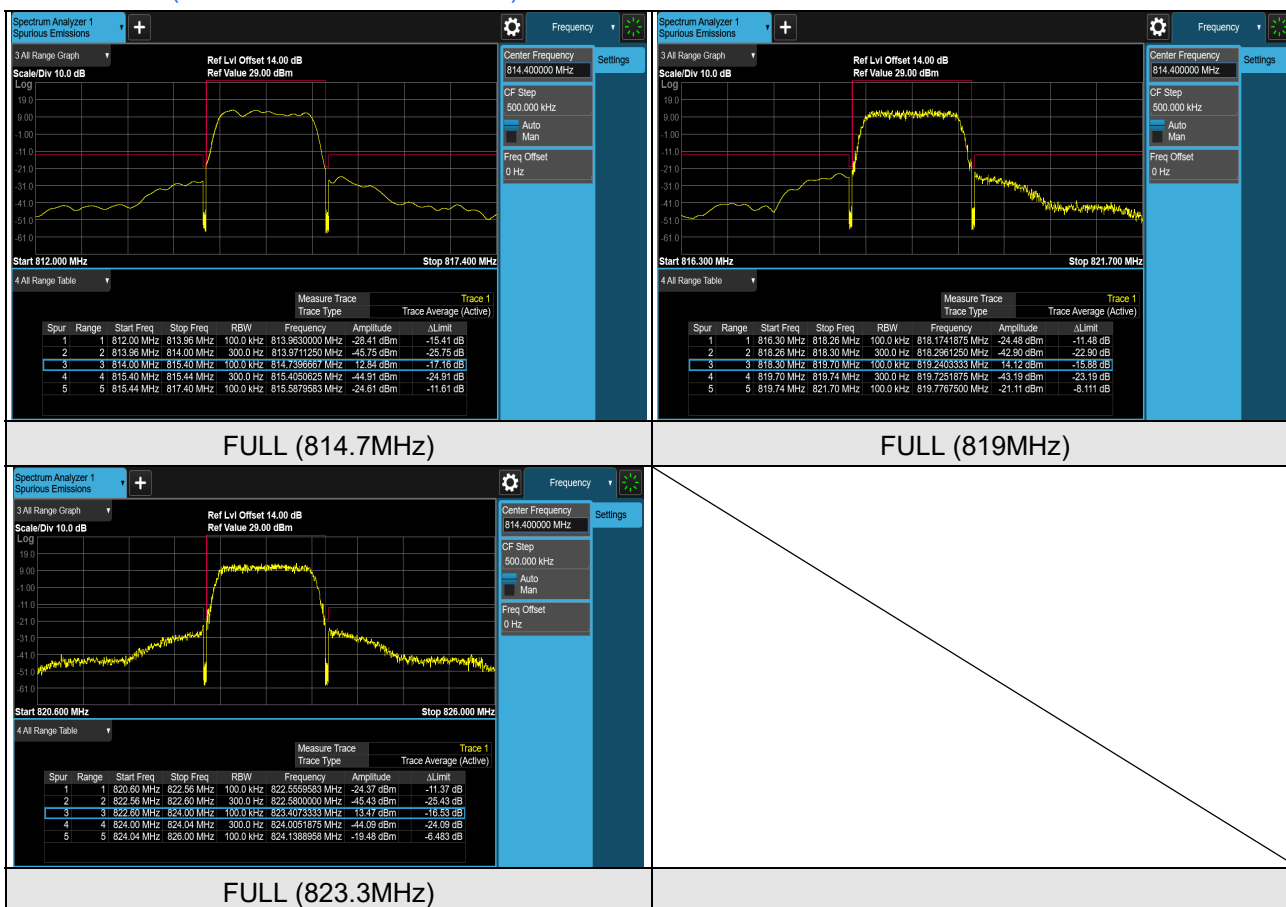 Spectrum Analyzer 1
Spurious Emissions
Frequency
3 All Range Graph
Ref Lvl Offset 14.00 dB
Scale/Div 10.0 dB
Ref Value 29.00 dBm
Log
19.0
9.00
-1.00
-11.0
-21.0
-31.0
-41.0
-51.0
-61.0
Start 812.000 MHz
Stop 817.400 MHz
Center Frequency
814.400000 MHz
Settings
CF Step
500.000 kHz
Auto
Man
Freq Offset
0 Hz
4 All Range Table
Measure Trace Trace 1
Trace Type Trace Average (Active)
Spur Range Start Freq Stop Freq RBW Frequency Amplitude ΔLimit
1 1 812.00 MHz 813.96 MHz 100.0 kHz 813.9630000 MHz -28.41 dBm -15.41 dB
2 2 813.96 MHz 814.00 MHz 300.0 Hz 813.9711250 MHz -45.75 dBm -25.75 dB
3 3 814.00 MHz 815.40 MHz 100.0 kHz 814.7396667 MHz 12.84 dBm -17.16 dB
4 4 815.40 MHz 815.44 MHz 300.0 Hz 815.4050625 MHz -44.91 dBm -24.91 dB
5 5 815.44 MHz 817.40 MHz 100.0 kHz 815.5879583 MHz -24.61 dBm -11.61 dB
FULL (814.7MHz)
Spectrum Analyzer 1
Spurious Emissions
Frequency
3 All Range Graph
Ref Lvl Offset 14.00 dB
Scale/Div 10.0 dB
Ref Value 29.00 dBm
Log
19.0
9.00
-1.00
-11.0
-21.0
-31.0
-41.0
-51.0
-61.0
Start 816.300 MHz
Stop 821.700 MHz
Center Frequency
814.400000 MHz
Settings
CF Step
500.000 kHz
Auto
Man
Freq Offset
0 Hz
4 All Range Table
Measure Trace Trace 1
Trace Type Trace Average (Active)
Spur Range Start Freq Stop Freq RBW Frequency Amplitude ΔLimit
1 1 816.30 MHz 818.26 MHz 100.0 kHz 818.1741875 MHz -24.48 dBm -11.48 dB
2 2 818.26 MHz 818.30 MHz 300.0 Hz 818.2961250 MHz -42.90 dBm -22.90 dB
3 3 818.30 MHz 819.70 MHz 100.0 kHz 819.2403333 MHz 14.12 dBm -15.88 dB
4 4 819.70 MHz 819.74 MHz 300.0 Hz 819.7251875 MHz -43.19 dBm -23.19 dB
5 5 819.74 MHz 821.70 MHz 100.0 kHz 819.7767500 MHz -21.11 dBm -8.111 dB
FULL (819MHz)
Spectrum Analyzer 1
Spurious Emissions
Frequency
3 All Range Graph
Ref Lvl Offset 14.00 dB
Scale/Div 10.0 dB
Ref Value 29.00 dBm
Log
19.0
9.00
-1.00
-11.0
-21.0
-31.0
-41.0
-51.0
-61.0
Start 820.600 MHz
Stop 826.000 MHz
Center Frequency
814.400000 MHz
Settings
CF Step
500.000 kHz
Auto
Man
Freq Offset
0 Hz
4 All Range Table
Measure Trace Trace 1
Trace Type Trace Average (Active)
Spur Range Start Freq Stop Freq RBW Frequency Amplitude ΔLimit
1 1 820.60 MHz 822.56 MHz 100.0 kHz 822.5559583 MHz -24.37 dBm -11.37 dB
2 2 822.56 MHz 822.60 MHz 300.0 Hz 822.5800000 MHz -45.43 dBm -25.43 dB
3 3 822.60 MHz 824.00 MHz 100.0 kHz 823.4073333 MHz 13.47 dBm -16.53 dB
4 4 824.00 MHz 824.04 MHz 300.0 Hz 824.0051875 MHz -44.09 dBm -24.09 dB
5 5 824.04 MHz 826.00 MHz 100.0 kHz 824.1388958 MHz -19.48 dBm -6.483 dB
FULL (823.3MHz)